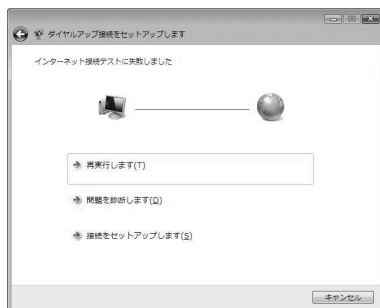 ダイヤルアップ接続をセットアップします
インターネット接続テストに失敗しました
再実行します(T)
問題を診断します(D)
接続をセットアップします(S)
キャンセル